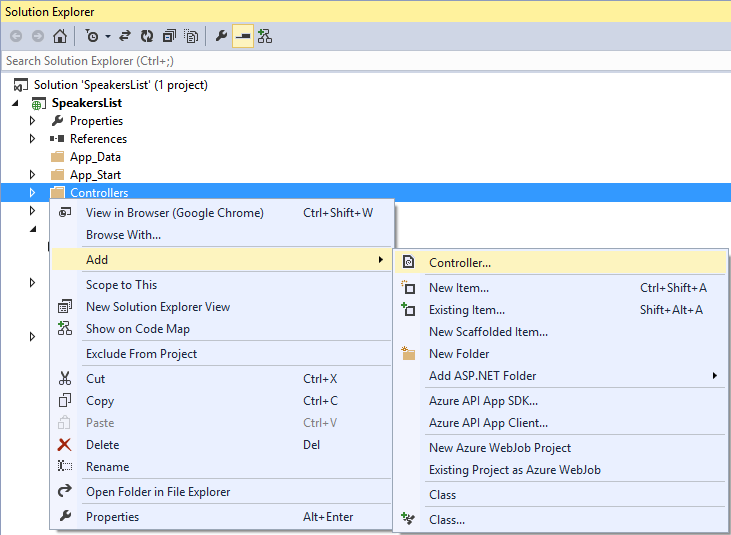 Solution Explorer
Search Solution Explorer (Ctrl+;)
Solution 'SpeakersList' (1 project)
SpeakersList
Properties
References
App_Data
App_Start
Controllers
View in Browser (Google Chrome) Ctrl+Shift+W
Browse With...
Add
Scope to This
New Solution Explorer View
Show on Code Map
Exclude From Project
Cut Ctrl+X
Copy Ctrl+C
Paste Ctrl+V
Delete Del
Rename
Open Folder in File Explorer
Properties Alt+Enter
Controller...
New Item... Ctrl+Shift+A
Existing Item... Shift+Alt+A
New Scaffolded Item...
New Folder
Add ASP.NET Folder
Azure API App SDK...
Azure API App Client...
New Azure WebJob Project
Existing Project as Azure WebJob
Class
Class...